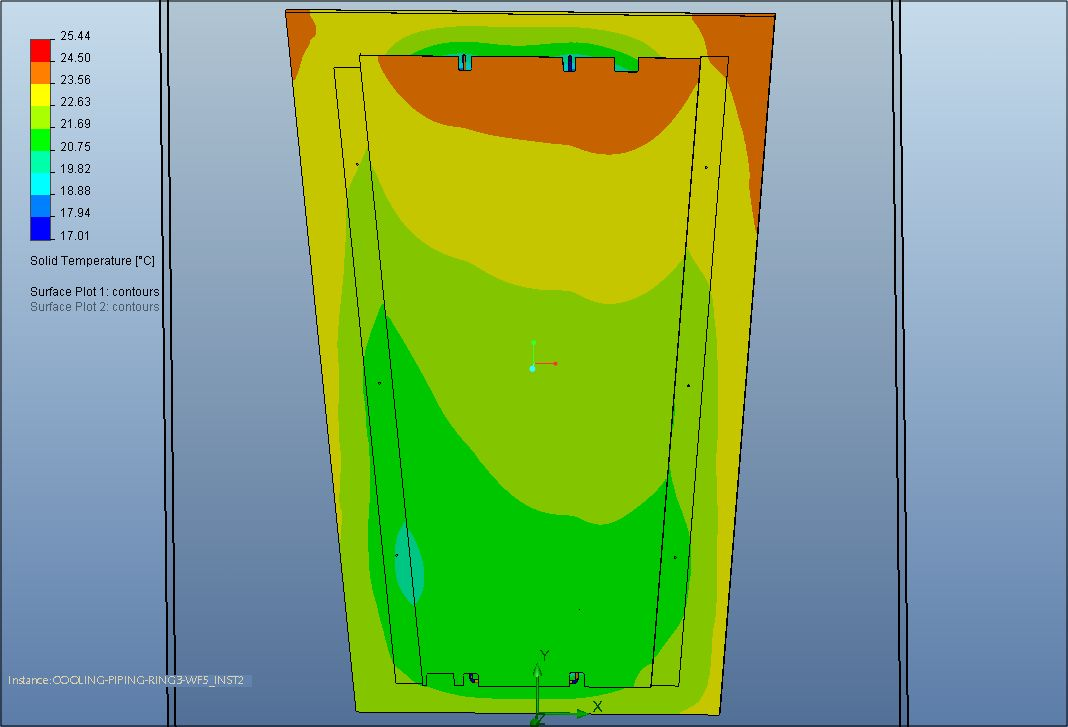 25.44
24.50
23.56
22.63
21.69
20.75
19.82
18.88
17.94
17.01
Solid Temperature [°C]
Surface Plot 1: contours
Surface Plot 2: contours
Instance:COOLING-PIPING-RING3-WF5_INST2
Y
X
Z